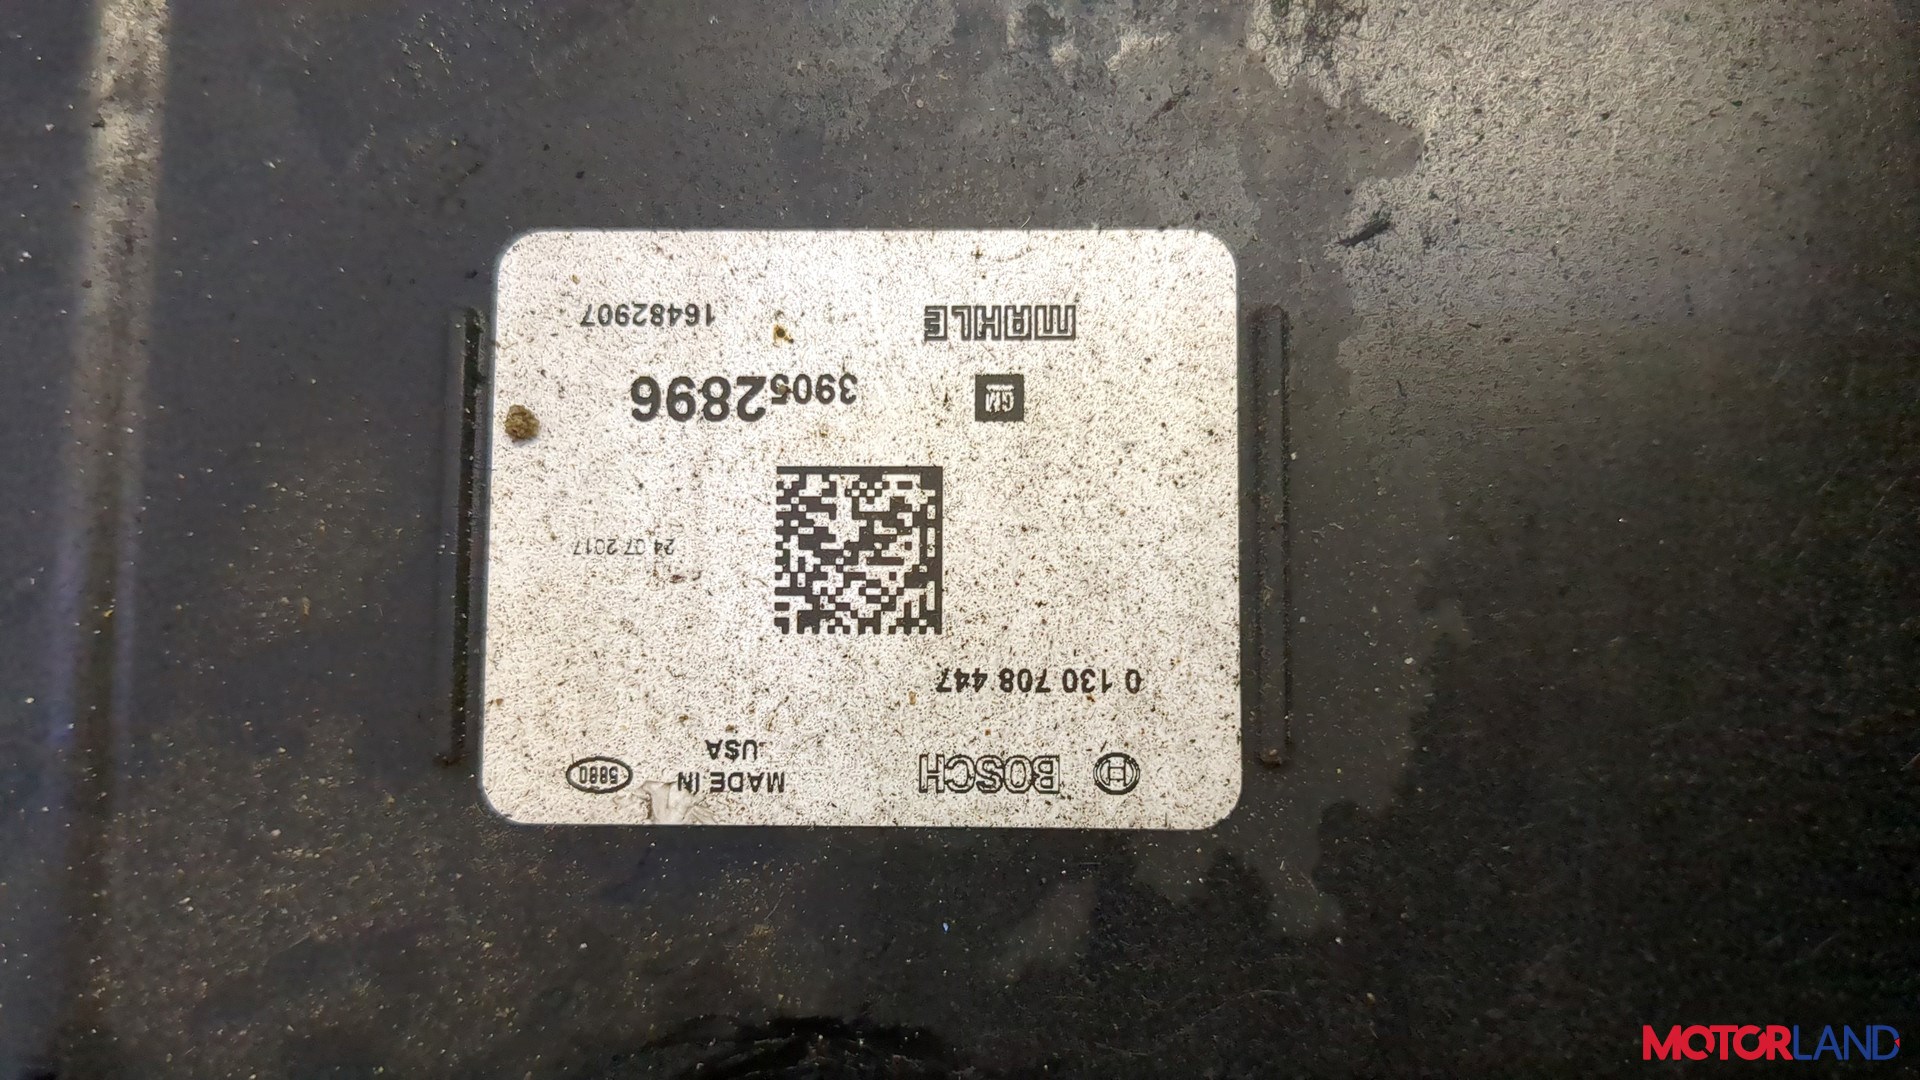 BOSCH
MADE IN
USA
5880
0 130 708 447
24.07.2017
GM
39052896
MAHLE
16482907
MOTORLAND